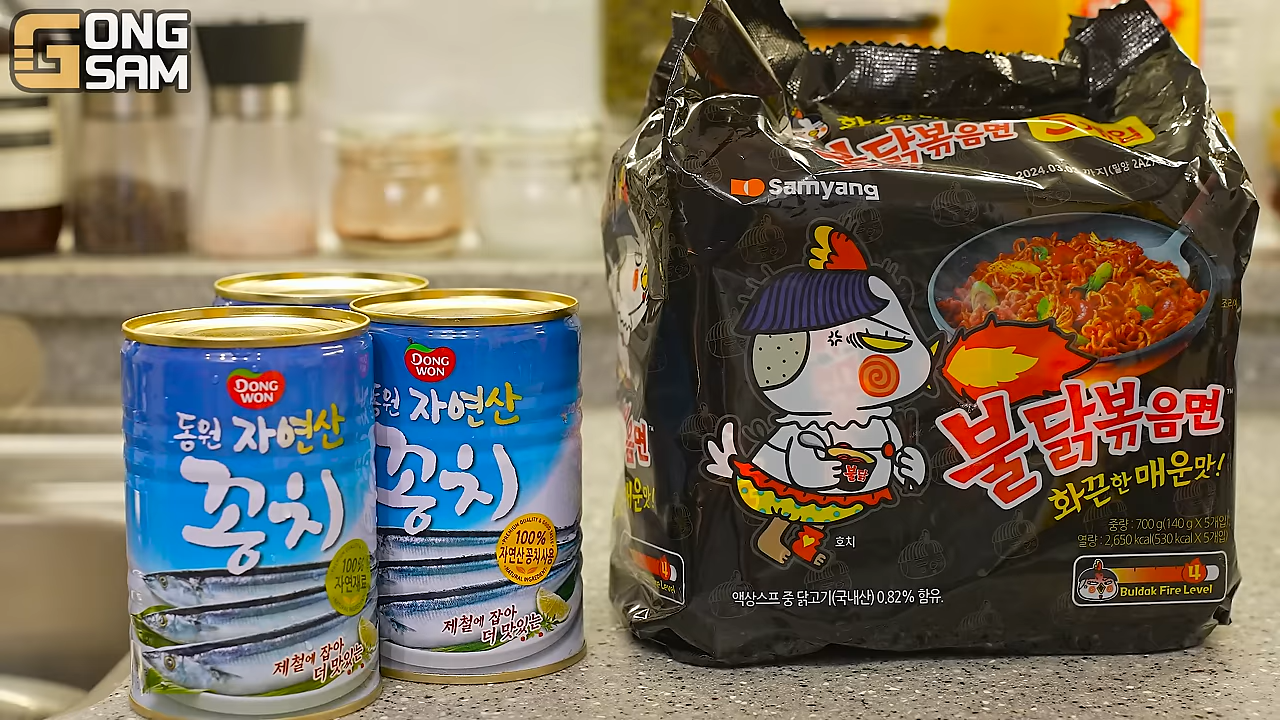 GONG
SAM
DONG
WON
동원 자연산
꽁치
100%
자연재료
제철에 잡아
더 맛있는
DONG
WON
동원 자연산
꽁치
PREMIUM QUALITY
100%
자연산 꽁치 사용
NATURAL INGREDIENT
제철에 잡아
더 맛있는
불닭볶음면
Samyang
불닭볶음면
화끈한 매운맛!
불닭
호치
중량 : 700 g(140 g X 5개입)
열량 : 2,650 kcal(530 kcal X 5개입)
액상스프 중 닭고기(국내산) 0.82% 함유.
4
Buldak Fire Level